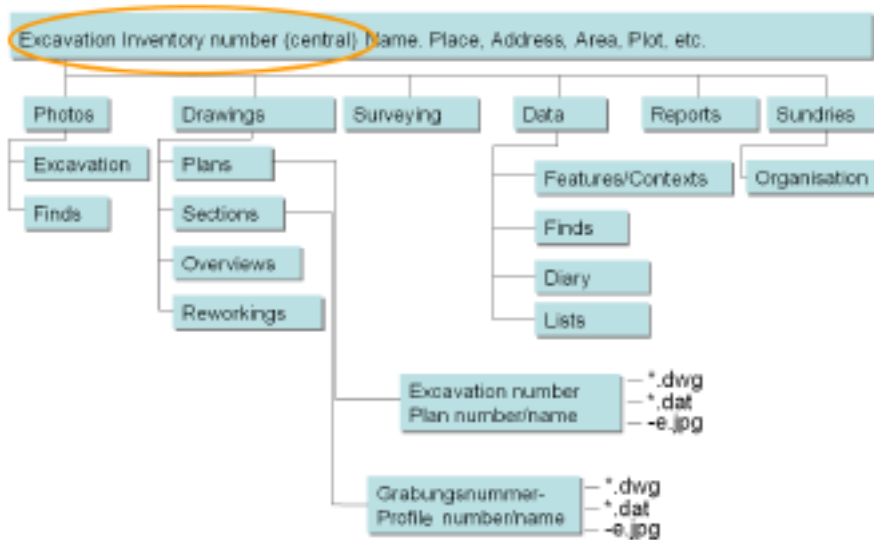 Excavation Inventory number (central) Name. Place, Address, Area, Plot, etc.
Photos
Drawings
Surveying
Data
Reports
Sundries
Excavation
Plans
Features/Contexts
Organisation
Finds
Sections
Finds
Overviews
Diary
Reworkings
Lists
Excavation number
Plan number/name
*.dwg
*.dat
-e.jpg
Grabungsnummer-
Profile number/name
*.dwg
*.dat
-e.jpg